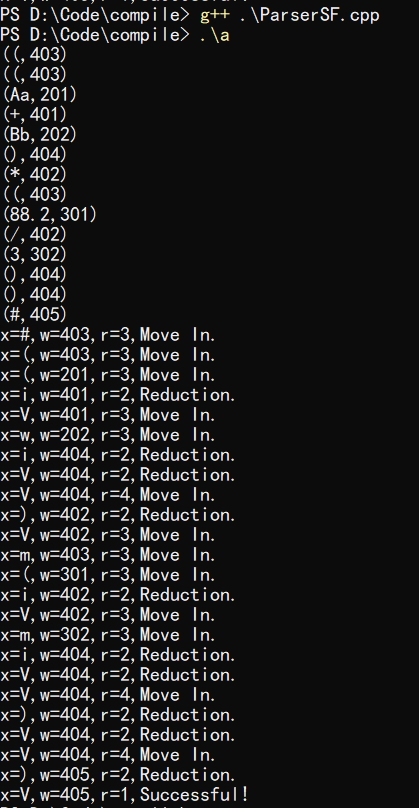 PS D:\Code\compile> g++ .\ParserSF.cpp
PS D:\Code\compile> .\a
((,403)
((,403)
(Aa,201)
(+,401)
(Bb,202)
(),404)
(*,402)
((,403)
(88.2,301)
(/,402)
(3,302)
(),404)
(),404)
(#,405)
x=#,w=403,r=3,Move In.
x=(,w=403,r=3,Move In.
x=(,w=201,r=3,Move In.
x=i,w=401,r=2,Reduction.
x=V,w=401,r=3,Move In.
x=w,w=202,r=3,Move In.
x=i,w=404,r=2,Reduction.
x=V,w=404,r=2,Reduction.
x=V,w=404,r=4,Move In.
x=),w=402,r=2,Reduction.
x=V,w=402,r=3,Move In.
x=m,w=403,r=3,Move In.
x=(,w=301,r=3,Move In.
x=i,w=402,r=2,Reduction.
x=V,w=402,r=3,Move In.
x=m,w=302,r=3,Move In.
x=i,w=404,r=2,Reduction.
x=V,w=404,r=2,Reduction.
x=V,w=404,r=4,Move In.
x=),w=404,r=2,Reduction.
x=V,w=404,r=2,Reduction.
x=V,w=404,r=4,Move In.
x=),w=405,r=2,Reduction.
x=V,w=405,r=1,Successful!